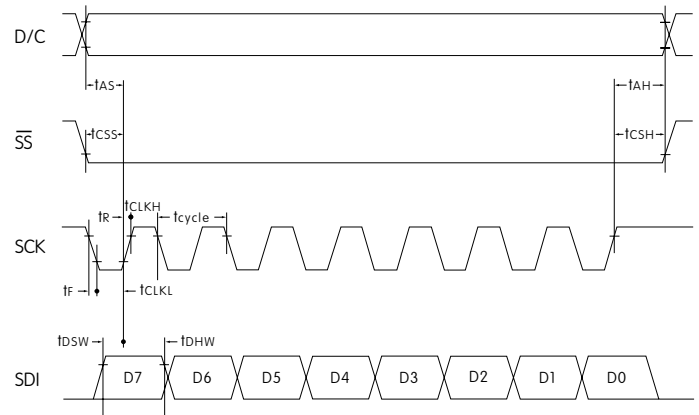 D/C
tAS
tAH
SS
tCSS
tCSH
tR
tCLKH
tcycle
SCK
tF
tCLKL
tDSW
tDHW
SDI
D7
D6
D5
D4
D3
D2
D1
D0